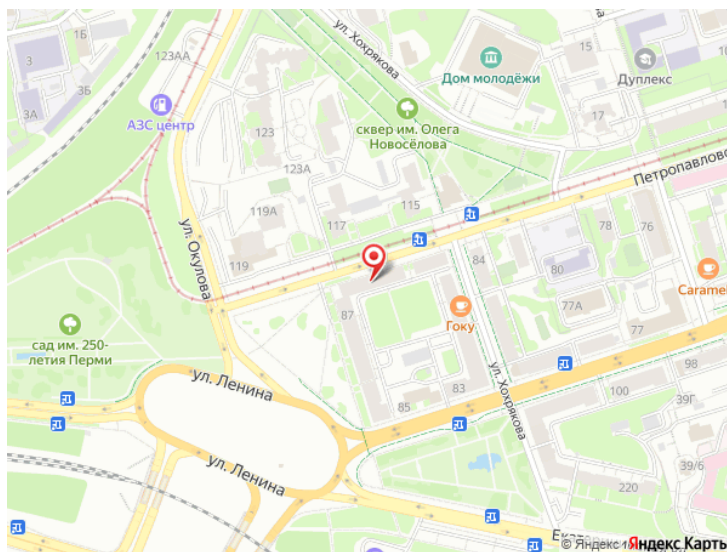 1Б
3
123АА
3Б
3А
АЗС центр
ул. Хохрякова
Дом молодёжи
15
Дуплекс
17
123
сквер им. Олега
Новосёлова
123А
Петропавловс
119А
115
117
78
76
ул. Окулова
119
84
80
Caramel
87
Гоку
77А
77
сад им. 250-
летия Перми
ул. Ленина
ул. Хохрякова
98
83
100
85
39Г
ул. Ленина
39/6
220
Екат
© Яндекс
Яндекс Карты